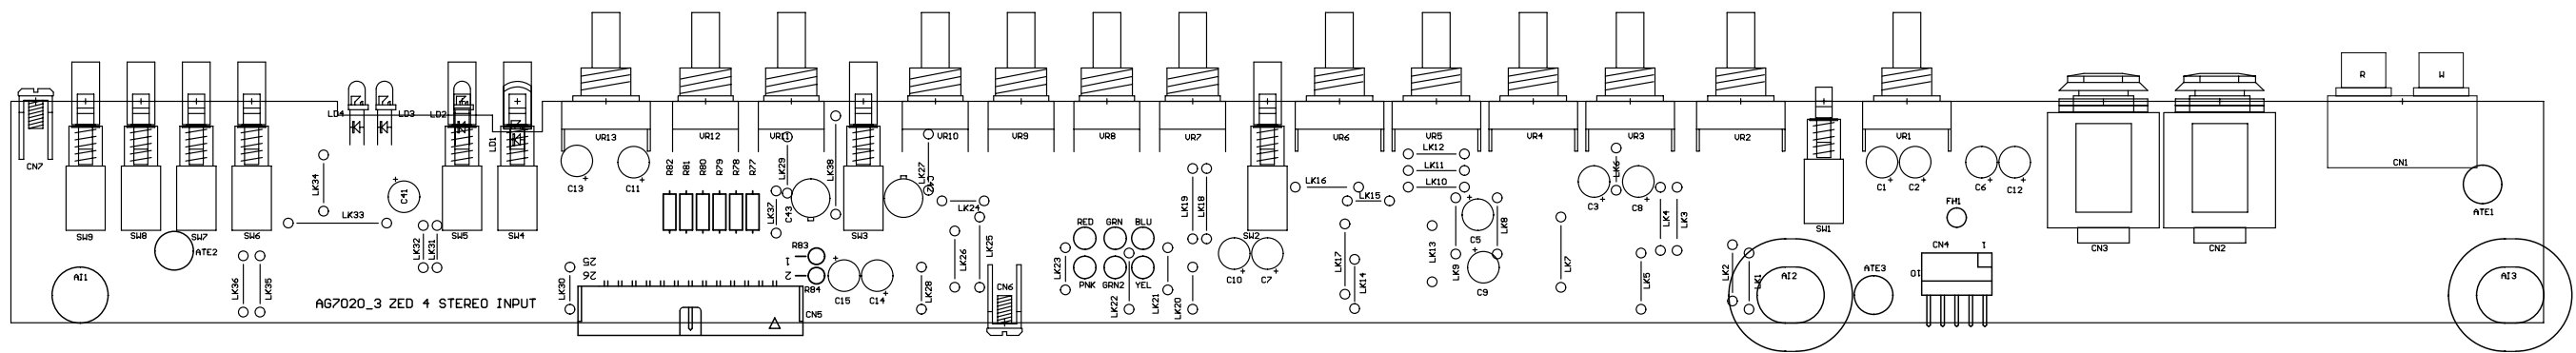 R
W
LD4
LD3
LD2
LD1
CN7
VR13
VR12
VR11
VR10
VR9
VR8
VR7
VR6
VR5
VR4
VR3
VR2
VR1
CN1
C13
C11
R82
R81
R80
R79
R78
R77
LK29
LK38
LK27
LK12
LK11
LK10
LK6
LK34
C41
LK33
LK37
C43
C42
LK24
LK19
LK18
LK16
LK15
C3
C8
LK4
LK3
C1
C2
C6
C12
FH1
ATE1
SW9
SW8
SW7
SW6
SW5
SW4
SW3
SW2
SW1
ATE2
LK32
LK31
R83
1
2
R84
25
26
LK26
LK25
RED
GRN
BLU
PNK
GRN2
YEL
LK23
LK22
LK21
LK20
C10
C7
LK17
LK14
LK13
LK9
C5
LK8
C9
LK7
LK5
LK2
LK1
AI2
ATE3
CN4
1
10
CN3
CN2
AI3
AI1
LK36
LK35
AG7020_3 ZED 4 STEREO INPUT
LK30
CN5
C15
C14
LK28
CN6